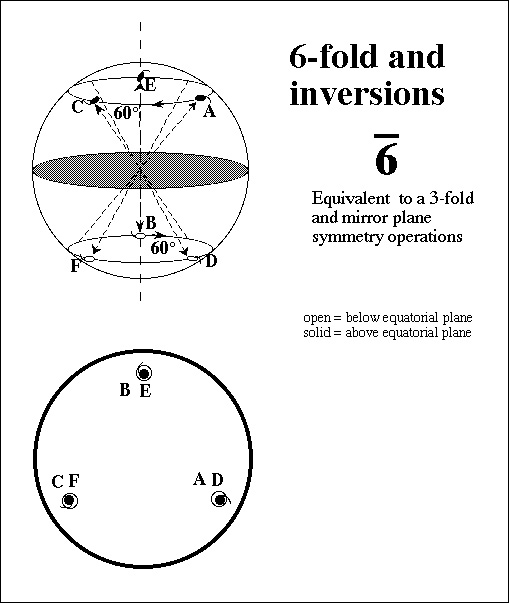 6-fold and
inversions
6̅
Equivalent to a 3-fold
and mirror plane
symmetry operations
open = below equatorial plane
solid = above equatorial plane
E
C
60°
A
B
60°
F
D
B E
C F
A D